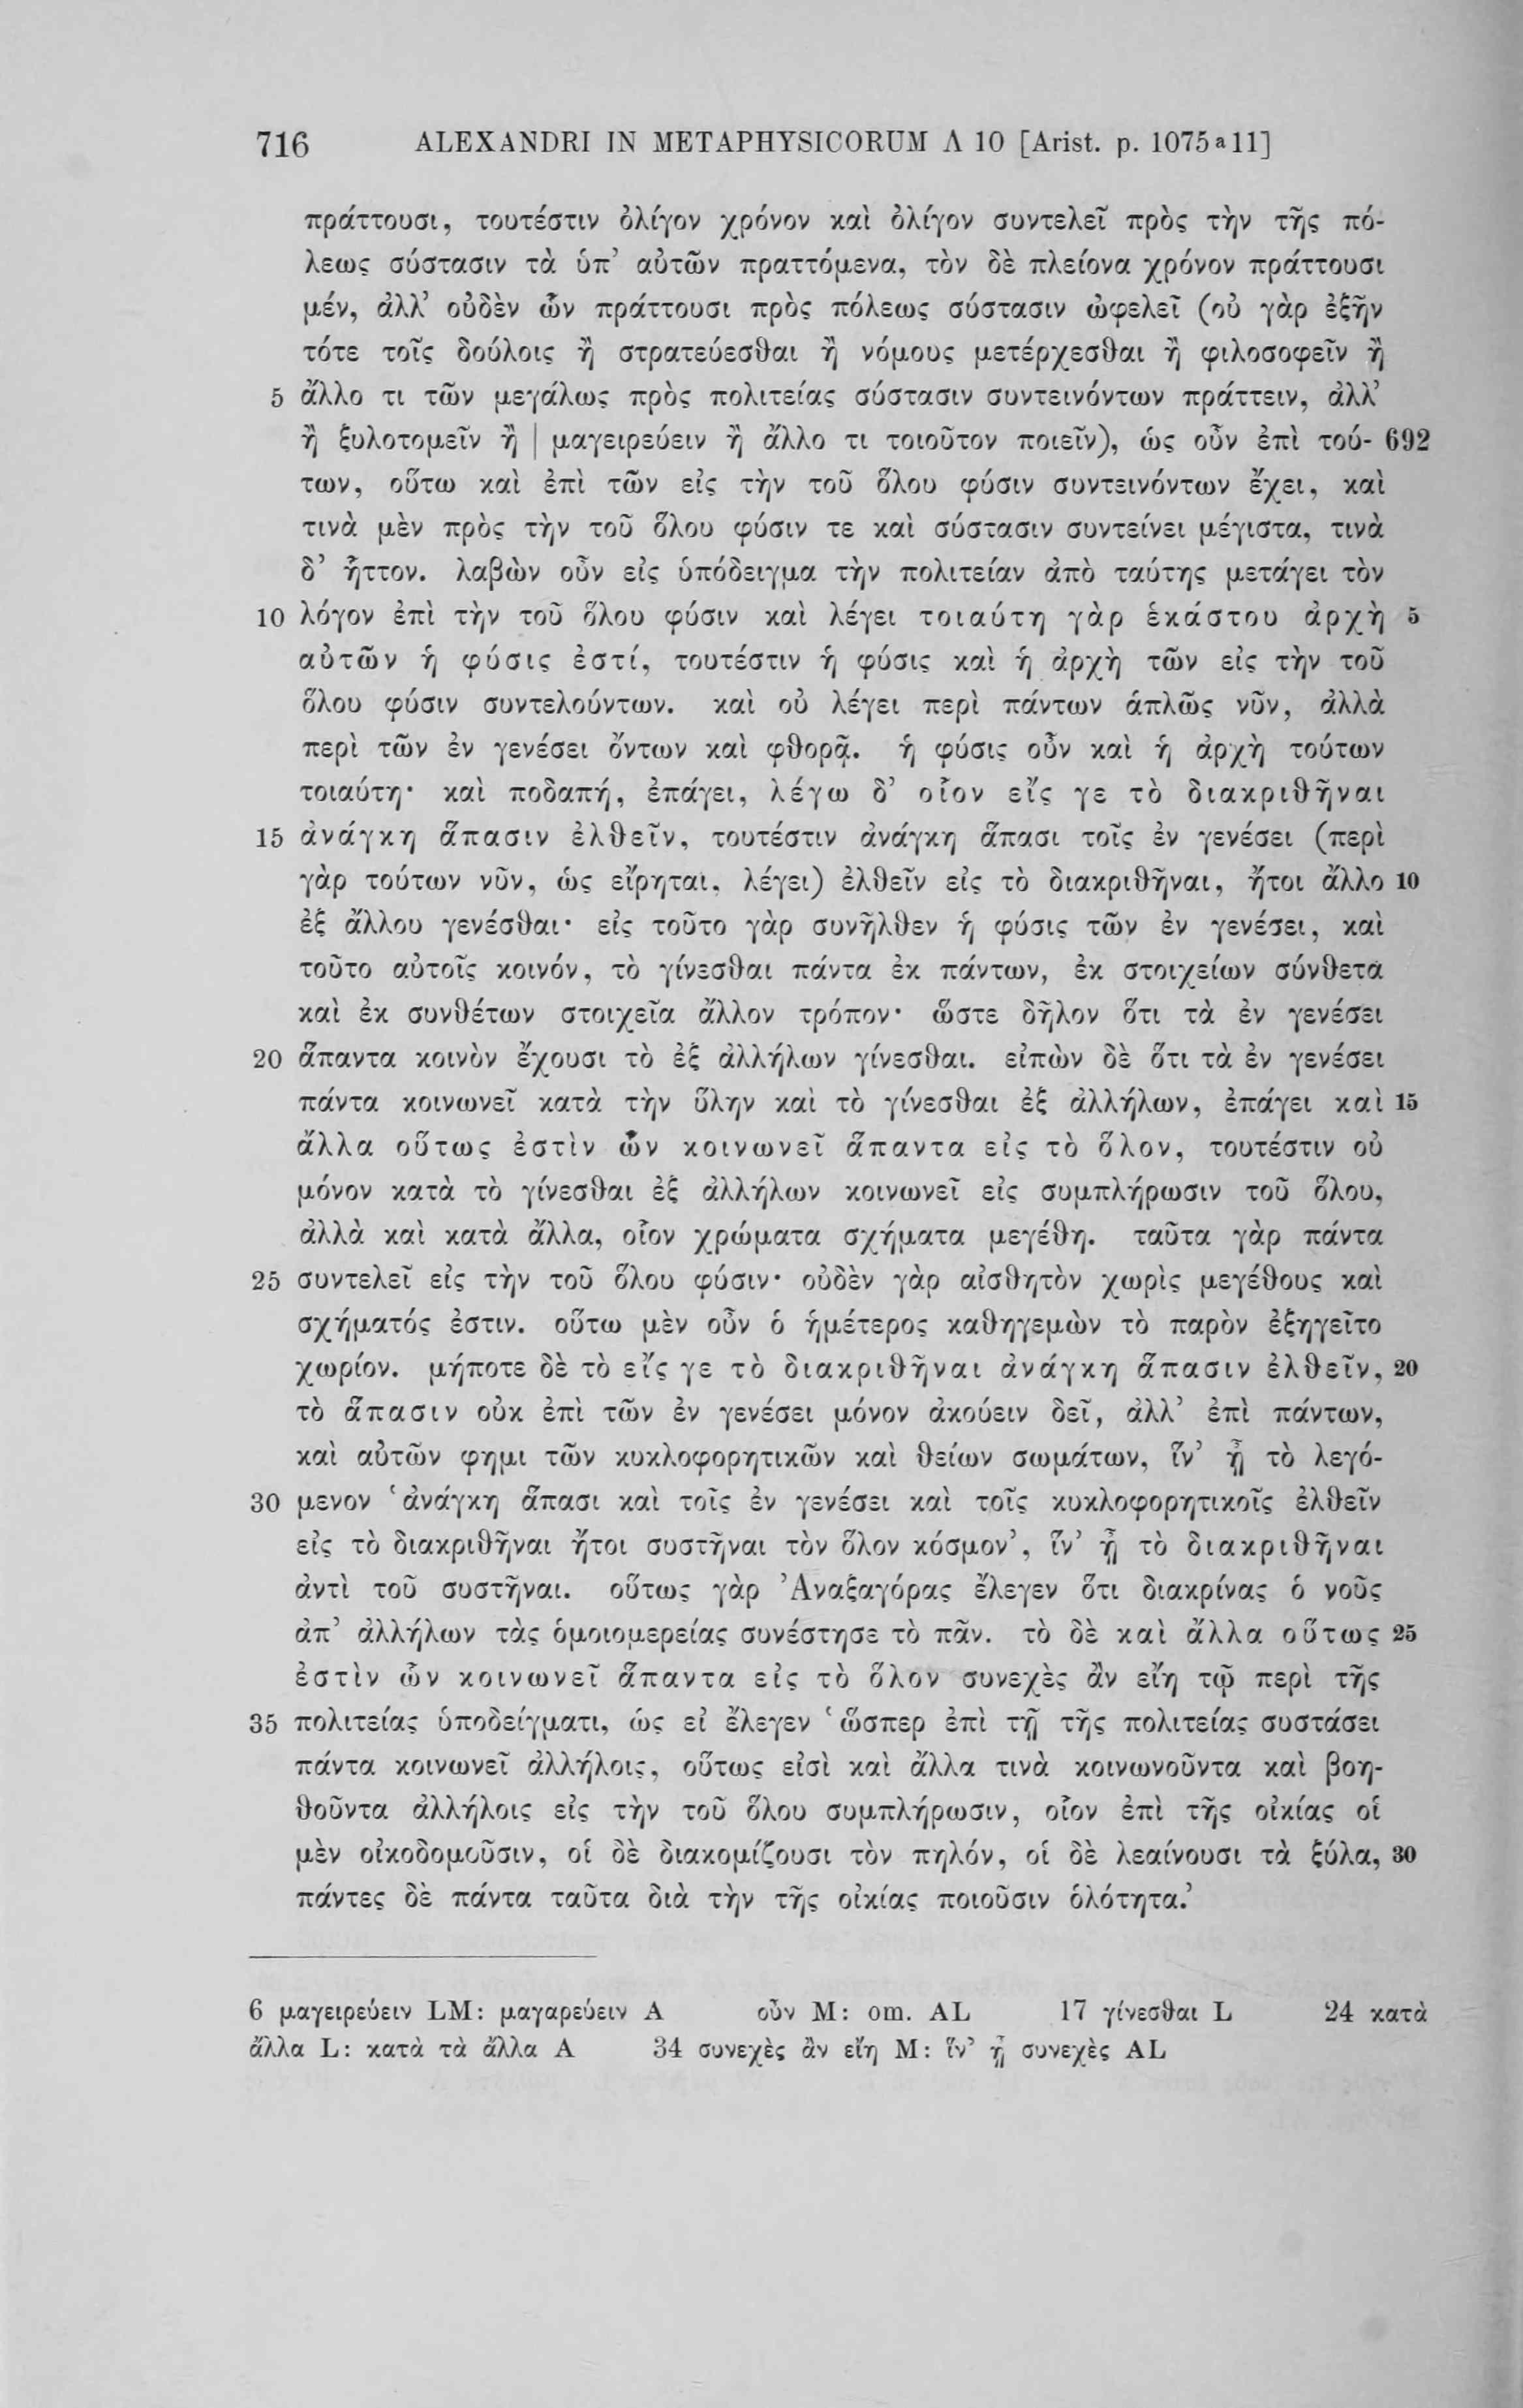 716 ALEXANDRI IN METAPHYSICORUM Λ 10 [Arist. p. 1075 a 11]
πράττουσι, τουτέστιν ὀλίγον χρόνον καὶ ὀλίγον συντελεῖ πρὸς τὴν τῆς πό-
λεως σύστασιν τὰ ὑπ’ αὐτῶν πραττόμενα, τὸν δὲ πλείονα χρόνον πράττουσι
μέν, ἀλλ’ οὐδὲν ὧν πράττουσι πρὸς πόλεως σύστασιν ὠφελεῖ (οὐ γὰρ ἐξῆν
τότε τοῖς δούλοις ἢ στρατεύεσθαι ἢ νόμους μετέρχεσθαι ἢ φιλοσοφεῖν ἢ
5 ἄλλο τι τῶν μεγάλως πρὸς πολιτείας σύστασιν συντεινόντων πράττειν, ἀλλ’
ἢ ξυλοτομεῖν ἢ | μαγειρεύειν ἢ ἄλλο τι τοιοῦτον ποιεῖν), ὡς οὖν ἐπὶ τού- 692
των, οὕτω καὶ ἐπὶ τῶν εἰς τὴν τοῦ ὅλου φύσιν συντεινόντων ἔχει, καὶ
τινὰ μὲν πρὸς τὴν τοῦ ὅλου φύσιν τε καὶ σύστασιν συντείνει μέγιστα, τινὰ
δ’ ἧττον. λαβὼν οὖν εἰς ὑπόδειγμα τὴν πολιτείαν ἀπὸ ταύτης μετάγει τὸν
10 λόγον ἐπὶ τὴν τοῦ ὅλου φύσιν καὶ λέγει τοιαύτη γὰρ ἑκάστου ἀρχὴ 5
αὐτῶν ἡ φύσις ἐστί, τουτέστιν ἡ φύσις καὶ ἡ ἀρχὴ τῶν εἰς τὴν τοῦ
ὅλου φύσιν συντελούντων. καὶ οὐ λέγει περὶ πάντων ἁπλῶς νῦν, ἀλλὰ
περὶ τῶν ἐν γενέσει ὄντων καὶ φθορᾷ. ἡ φύσις οὖν καὶ ἡ ἀρχὴ τούτων
τοιαύτη· καὶ ποδαπή, ἐπάγει, λέγω δ’ οἷον εἴς γε τὸ διακριθῆναι
15 ἀνάγκη ἅπασιν ἐλθεῖν, τουτέστιν ἀνάγκη ἅπασι τοῖς ἐν γενέσει (περὶ
γὰρ τούτων νῦν, ὡς εἴρηται, λέγει) ἐλθεῖν εἰς τὸ διακριθῆναι, ἤτοι ἄλλο 10
ἐξ ἄλλου γενέσθαι· εἰς τοῦτο γὰρ συνῆλθεν ἡ φύσις τῶν ἐν γενέσει, καὶ
τοῦτο αὐτοῖς κοινόν, τὸ γίνεσθαι πάντα ἐκ πάντων, ἐκ στοιχείων σύνθετα
καὶ ἐκ συνθέτων στοιχεῖα ἄλλον τρόπον· ὥστε δῆλον ὅτι τὰ ἐν γενέσει
20 ἅπαντα κοινὸν ἔχουσι τὸ ἐξ ἀλλήλων γίνεσθαι. εἰπὼν δὲ ὅτι τὰ ἐν γενέσει
πάντα κοινωνεῖ κατὰ τὴν ὕλην καὶ τὸ γίνεσθαι ἐξ ἀλλήλων, ἐπάγει καὶ 15
ἄλλα οὕτως ἐστὶν ὧν κοινωνεῖ ἅπαντα εἰς τὸ ὅλον, τουτέστιν οὐ
μόνον κατὰ τὸ γίνεσθαι ἐξ ἀλλήλων κοινωνεῖ εἰς συμπλήρωσιν τοῦ ὅλου,
ἀλλὰ καὶ κατὰ ἄλλα, οἷον χρώματα σχήματα μεγέθη. ταῦτα γὰρ πάντα
25 συντελεῖ εἰς τὴν τοῦ ὅλου φύσιν· οὐδὲν γὰρ αἰσθητὸν χωρὶς μεγέθους καὶ
σχήματός ἐστιν. οὕτω μὲν οὖν ὁ ἡμέτερος καθηγεμὼν τὸ παρὸν ἐξηγεῖτο
χωρίον. μήποτε δὲ τὸ εἴς γε τὸ διακριθῆναι ἀνάγκη ἅπασιν ἐλθεῖν, 20
τὸ ἅπασιν οὐκ ἐπὶ τῶν ἐν γενέσει μόνον ἀκούειν δεῖ, ἀλλ’ ἐπὶ πάντων,
καὶ αὐτῶν φημι τῶν κυκλοφορητικῶν καὶ θείων σωμάτων, ἵν’ ᾖ τὸ λεγό-
30 μενον ‘ἀνάγκη ἅπασι καὶ τοῖς ἐν γενέσει καὶ τοῖς κυκλοφορητικοῖς ἐλθεῖν
εἰς τὸ διακριθῆναι ἤτοι συστῆναι τὸν ὅλον κόσμον’, ἵν’ ᾖ τὸ διακριθῆναι
ἀντὶ τοῦ συστῆναι. οὕτως γὰρ Ἀναξαγόρας ἔλεγεν ὅτι διακρίνας ὁ νοῦς
ἀπ’ ἀλλήλων τὰς ὁμοιομερείας συνέστησε τὸ πᾶν. τὸ δὲ καὶ ἄλλα οὕτως 25
ἐστὶν ὧν κοινωνεῖ ἅπαντα εἰς τὸ ὅλον συνεχὲς ἂν εἴη τῷ περὶ τῆς
35 πολιτείας ὑποδείγματι, ὡς εἰ ἔλεγεν ‘ὥσπερ ἐπὶ τῇ τῆς πολιτείας συστάσει
πάντα κοινωνεῖ ἀλλήλοις, οὕτως εἰσὶ καὶ ἄλλα τινὰ κοινωνοῦντα καὶ βοη-
θοῦντα ἀλλήλοις εἰς τὴν τοῦ ὅλου συμπλήρωσιν, οἷον ἐπὶ τῆς οἰκίας οἱ
μὲν οἰκοδομοῦσιν, οἱ δὲ διακομίζουσι τὸν πηλόν, οἱ δὲ λεαίνουσι τὰ ξύλα, 30
πάντες δὲ πάντα ταῦτα διὰ τὴν τῆς οἰκίας ποιοῦσιν ὁλότητα.’
6 μαγειρεύειν LM: μαγαρεύειν A οὖν M: om. AL 17 γίνεσθαι L 24 κατὰ
ἄλλα L: κατὰ τὰ ἄλλα A 34 συνεχὲς ἂν εἴη M: ἵν’ ᾖ συνεχὲς AL